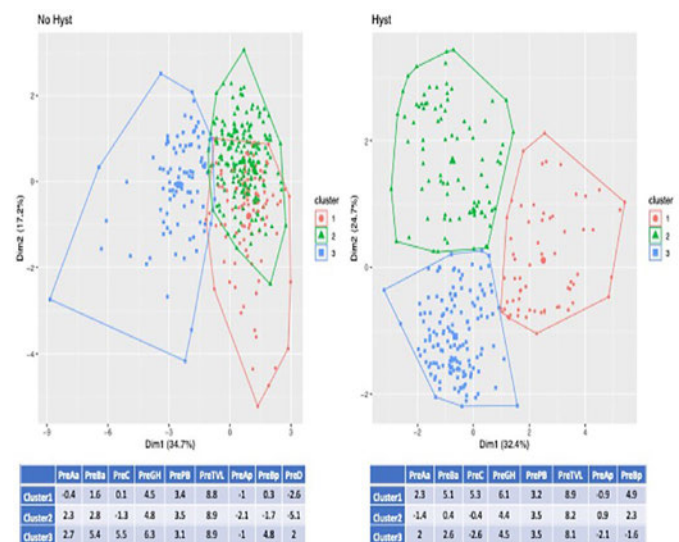 No Hyst
2
0
-2
-4
-9
-6
-3
0
3
Dim2 (17.2%)
Dim1 (34.7%)
cluster
1
2
3
Hyst
2
0
-2
-2
0
2
4
Dim2 (24.7%)
Dim1 (32.4%)
cluster
1
2
3
PreAa PreBa PreC PreGH PrePB PreTVL PreAp PreBp PreD
Cluster1 -0.4 1.6 0.1 4.5 3.4 8.8 -1 0.3 -2.6
Cluster2 2.3 2.8 -1.3 4.8 3.5 8.9 -2.1 -1.7 -5.1
Cluster3 2.7 5.4 5.5 6.3 3.1 8.9 -1 4.8 2
PreAa PreBa PreC PreGH PrePB PreTVL PreAp PreBp
Cluster1 2.3 5.1 5.3 6.1 3.2 8.9 -0.9 4.9
Cluster2 -1.4 0.4 -0.4 4.4 3.5 8.2 0.9 2.3
Cluster3 2 2.6 -2.6 4.5 3.5 8.1 -2.1 -1.6